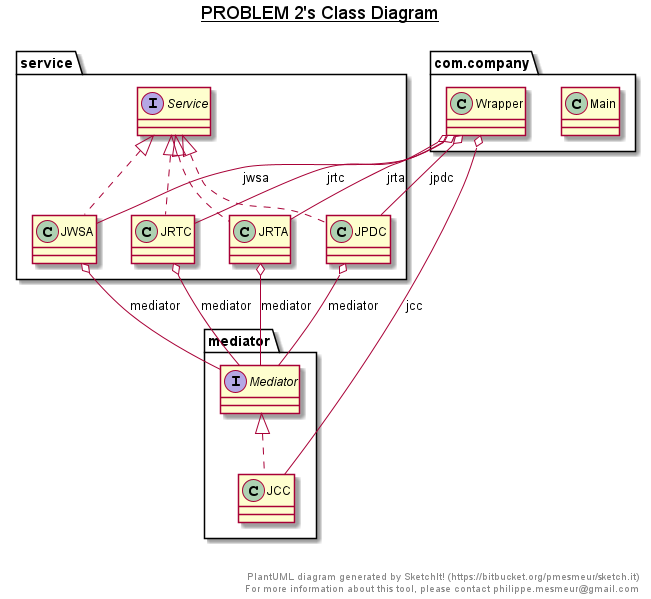 PROBLEM 2's Class Diagram
service
com.company
I Service
C Wrapper
C Main
jwsa
jrtc
jrta
jpdc
C JWSA
C JRTC
C JRTA
C JPDC
mediator
mediator
mediator
mediator
jcc
mediator
I Mediator
C JCC
PlantUML diagram generated by SketchIt! (https://bitbucket.org/pmesmeur/sketch.it)
For more information about this tool, please contact philippe.mesmeur@gmail.com